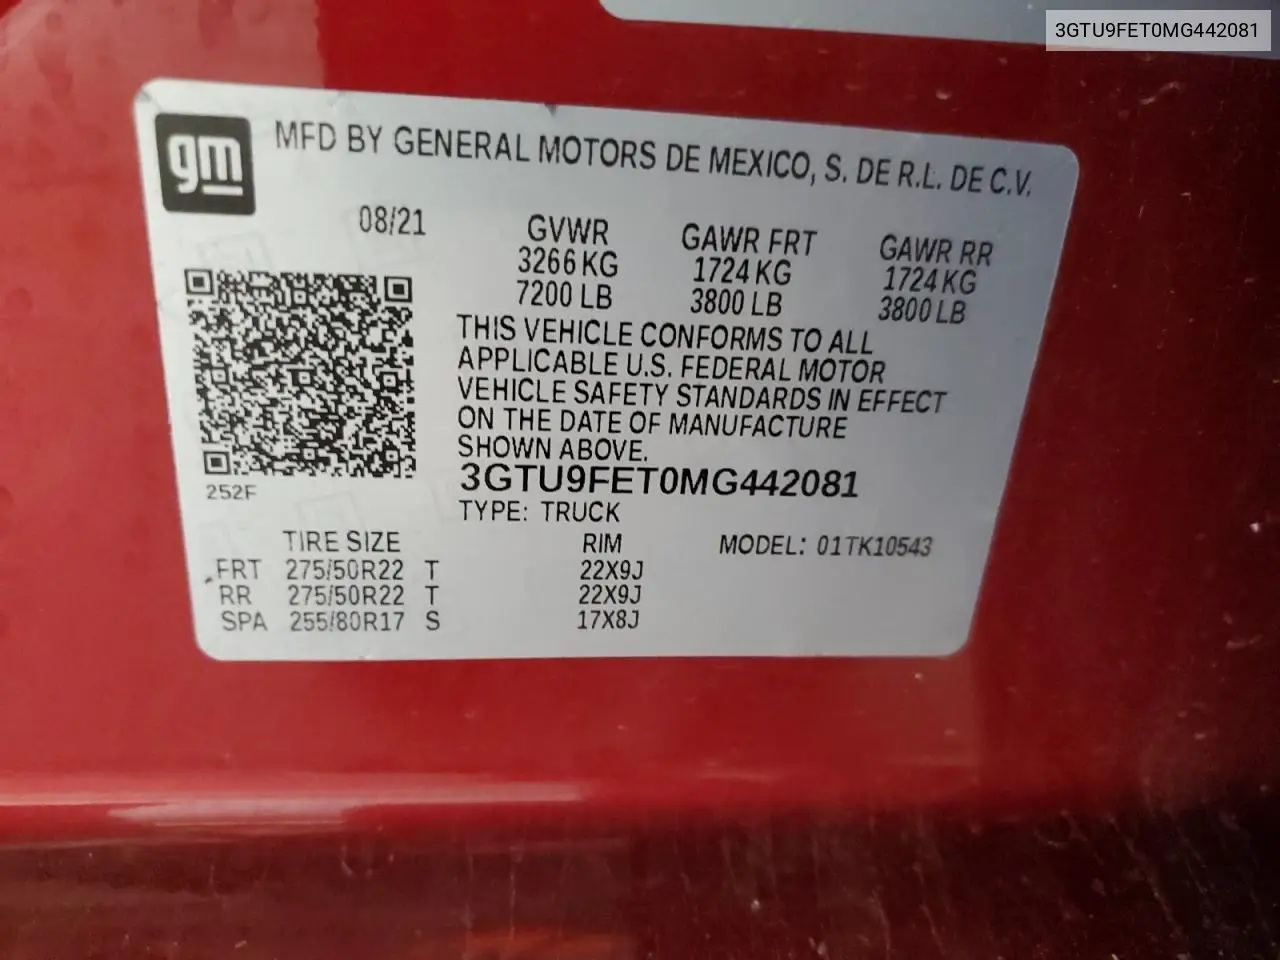 3GTU9FET0MG442081
gm
MFD BY GENERAL MOTORS DE MEXICO, S. DE R.L. DE C.V.
08/21
GVWR GAWR FRT GAWR RR
3266 KG 1724 KG 1724 KG
7200 LB 3800 LB 3800 LB
THIS VEHICLE CONFORMS TO ALL
APPLICABLE U.S. FEDERAL MOTOR
VEHICLE SAFETY STANDARDS IN EFFECT
ON THE DATE OF MANUFACTURE
SHOWN ABOVE.
3GTU9FET0MG442081
252F
TYPE: TRUCK
TIRE SIZE RIM MODEL: 01TK10543
FRT 275/50R22 T 22X9J
RR 275/50R22 T 22X9J
SPA 255/80R17 S 17X8J